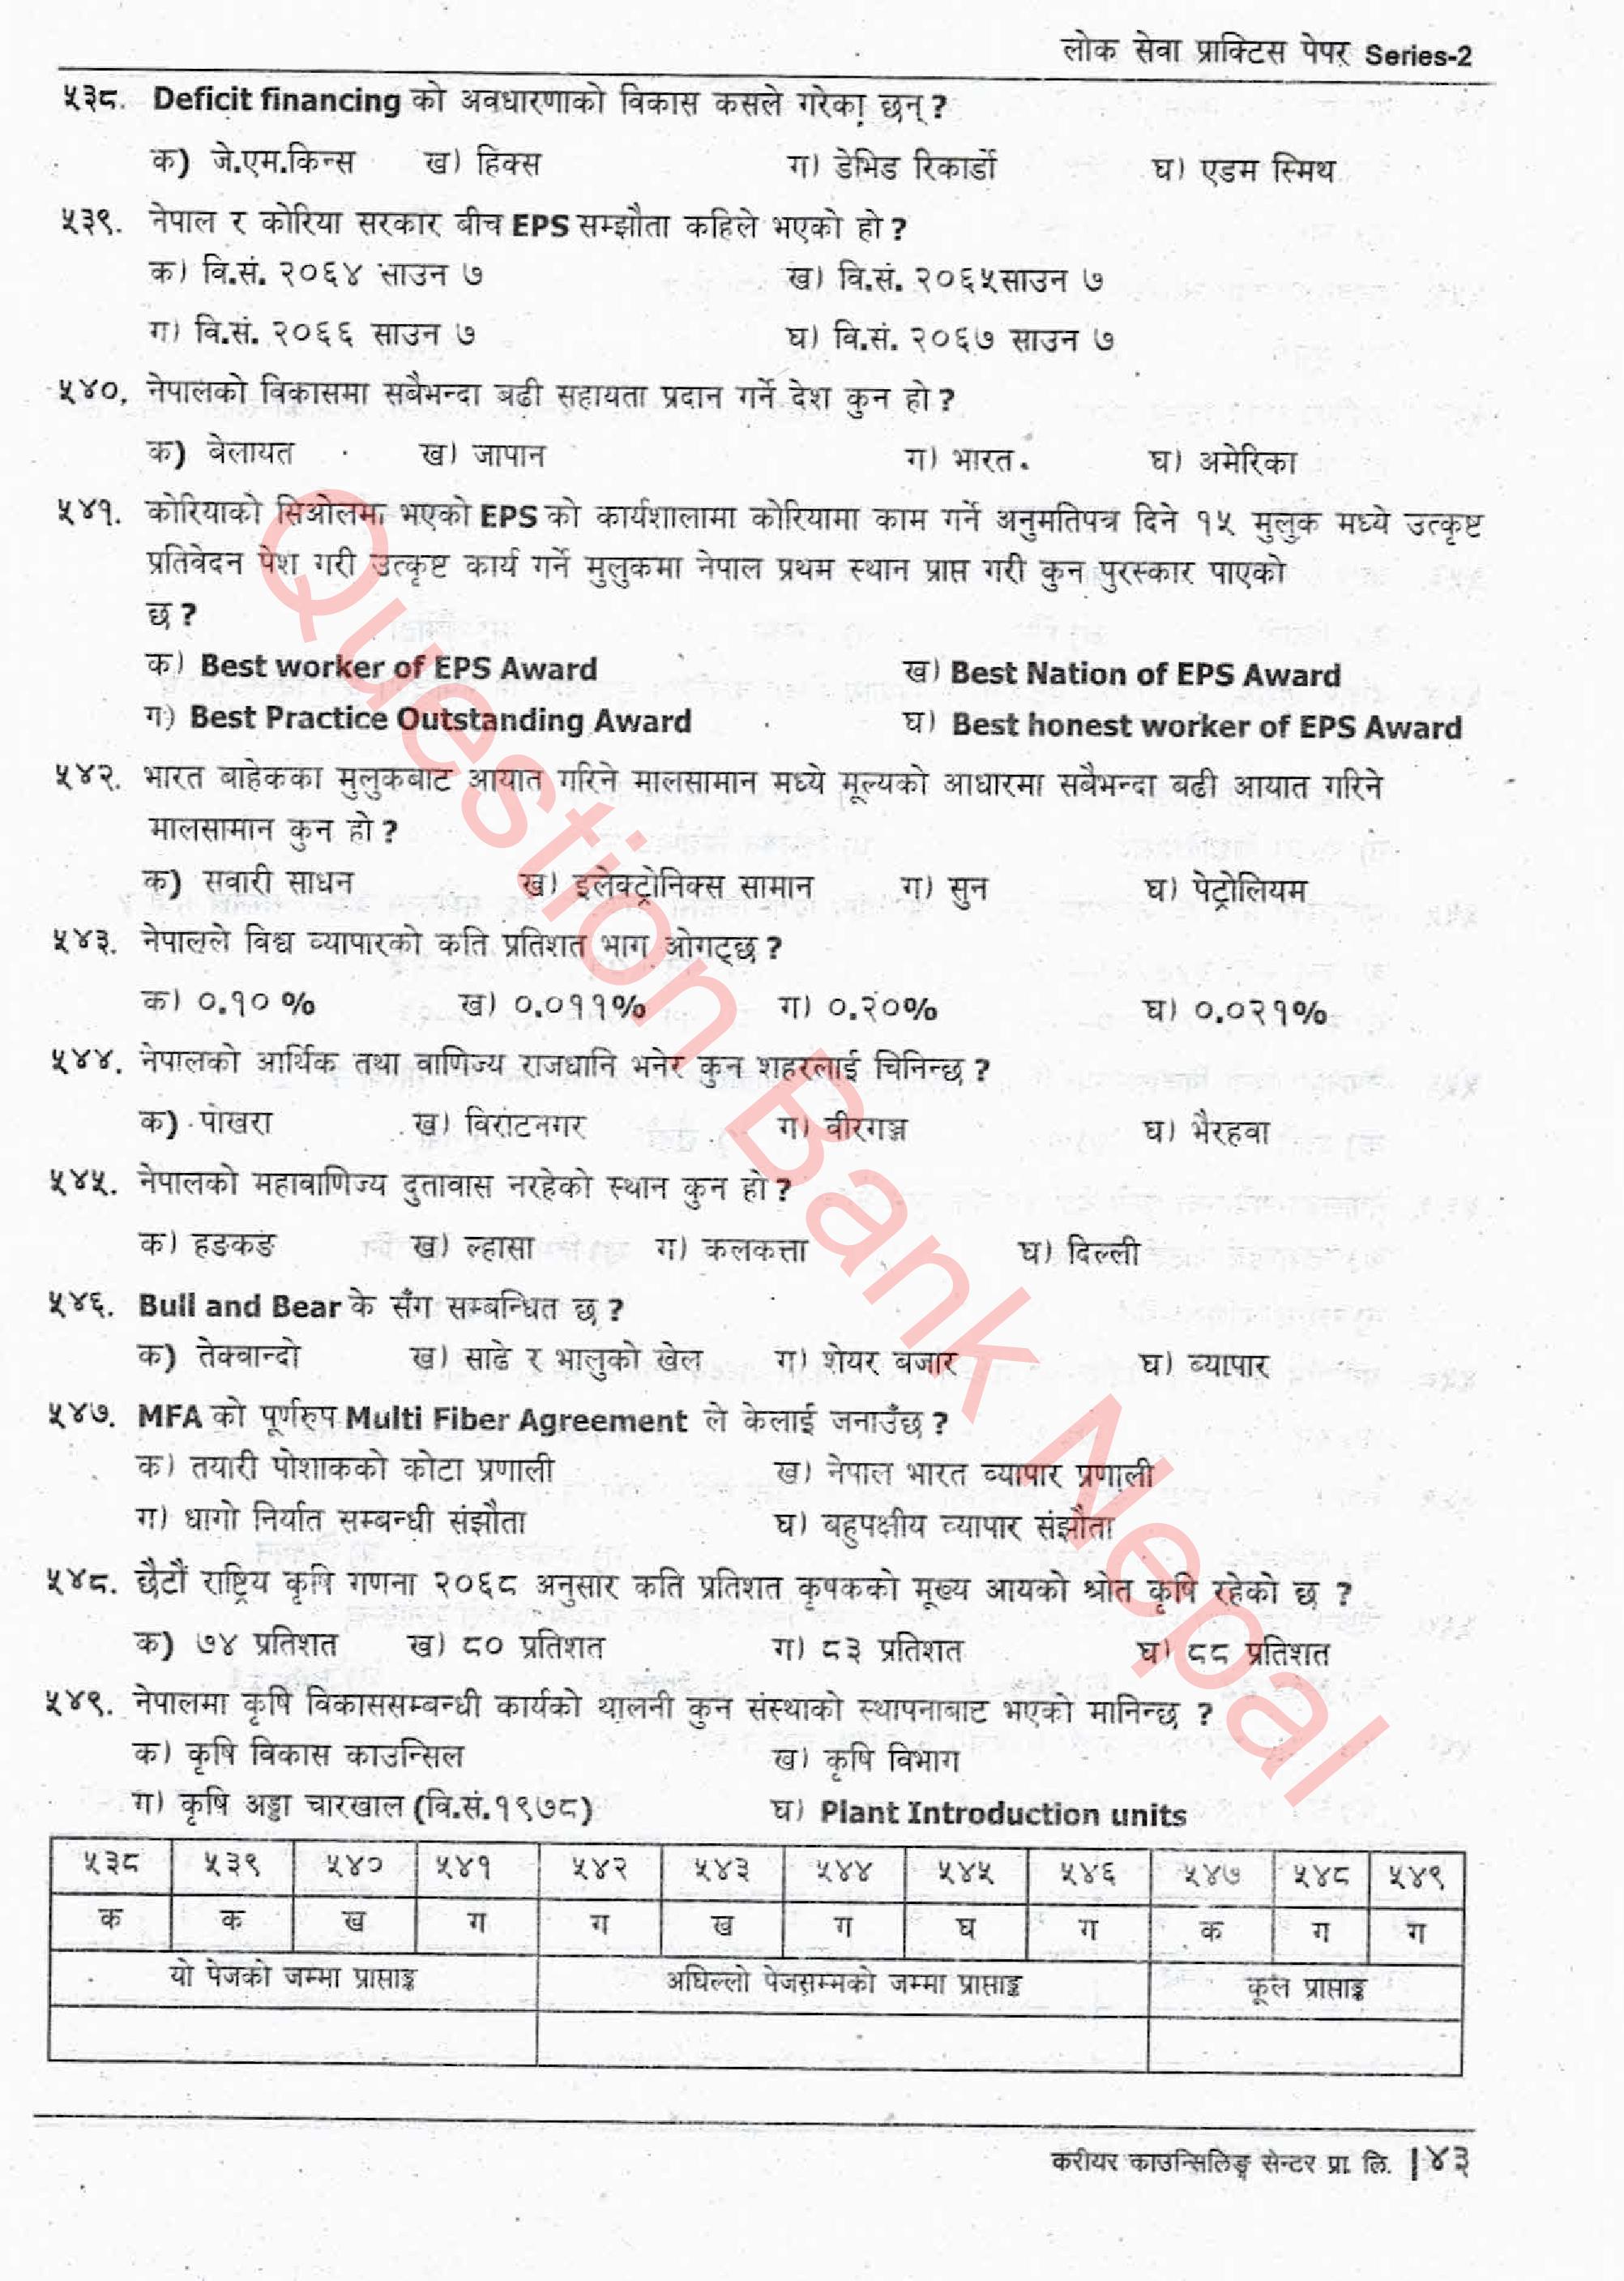 लोक सेवा प्राक्टिस पेपर Series-2
५३८. Deficit financing को अवधारणाको विकास कसले गरेका छन् ?
क) जे.एम.किन्स ख) हिक्स ग) डेभिड रिकार्डो घ) एडम स्मिथ
५३९. नेपाल र कोरिया सरकार बीच EPS सम्झौता कहिले भएको हो ?
क) वि.सं. २०६४ साउन ७ ख) वि.सं. २०६५साउन ७
ग) वि.सं. २०६६ साउन ७ घ) वि.सं. २०६७ साउन ७
५४०. नेपालको विकासमा सबैभन्दा बढी सहायता प्रदान गर्ने देश कुन हो ?
क) बेलायत ख) जापान ग) भारत. घ) अमेरिका
५४१. कोरियाको सिओलमा भएको EPS को कार्यशालामा कोरियामा काम गर्ने अनुमतिपत्र दिने १५ मुलुक मध्ये उत्कृष्ट
प्रतिवेदन पेश गरी उत्कृष्ट कार्य गर्ने मुलुकमा नेपाल प्रथम स्थान प्राप्त गरी कुन पुरस्कार पाएको
छ ?
क) Best worker of EPS Award ख) Best Nation of EPS Award
ग) Best Practice Outstanding Award घ) Best honest worker of EPS Award
५४२. भारत बाहेकका मुलुकबाट आयात गरिने मालसामान मध्ये मूल्यको आधारमा सबैभन्दा बढी आयात गरिने
मालसामान कुन हो ?
क) सवारी साधन ख) इलेक्ट्रोनिक्स सामान ग) सुन घ) पेट्रोलियम
५४३. नेपालले विश्व व्यापारको कति प्रतिशत भाग ओगट्छ ?
क) ०.१० % ख) ०.०११% ग) ०.२०% घ) ०.०२१%
५४४. नेपालको आर्थिक तथा वाणिज्य राजधानि भनेर कुन शहरलाई चिनिन्छ ?
क) पोखरा ख) विराटनगर ग) वीरगञ्ज घ) भैरहवा
५४५. नेपालको महावाणिज्य दुतावास नरहेको स्थान कुन हो ?
क) हङकङ ख) ल्हासा ग) कलकत्ता घ) दिल्ली
५४६. Bull and Bear के सँग सम्बन्धित छ ?
क) तेक्वान्दो ख) साढे र भालुको खेल ग) शेयर बजार घ) ब्यापार
५४७. MFA को पूर्णरुप Multi Fiber Agreement ले केलाई जनाउँछ ?
क) तयारी पोशाकको कोटा प्रणाली ख) नेपाल भारत व्यापार प्रणाली
ग) धागो निर्यात सम्बन्धी संझौता घ) बहुपक्षीय व्यापार संझौता
५४८. छैटौं राष्ट्रिय कृषि गणना २०६८ अनुसार कति प्रतिशत कृषकको मूख्य आयको श्रोत कृषि रहेको छ ?
क) ७४ प्रतिशत ख) ८० प्रतिशत ग) ८३ प्रतिशत घ) ८८ प्रतिशत
५४९. नेपालमा कृषि विकाससम्बन्धी कार्यको थालनी कुन संस्थाको स्थापनाबाट भएको मानिन्छ ?
क) कृषि विकास काउन्सिल ख) कृषि विभाग
ग) कृषि अड्डा चारखाल (वि.सं.१९७८) घ) Plant Introduction units
५३८ ५३९ ५४० ५४१ ५४२ ५४३ ५४४ ५४५ ५४६ ५४७ ५४८ ५४९
क क ख ग ग ख ग घ ग क ग ग
यो पेजको जम्मा प्राप्ताङ्क अघिल्लो पेजसम्मको जम्मा प्राप्ताङ्क कूल प्राप्ताङ्क
करीयर काउन्सिलिङ्ग सेन्टर प्रा. लि. |४३
Question Bank Nepal